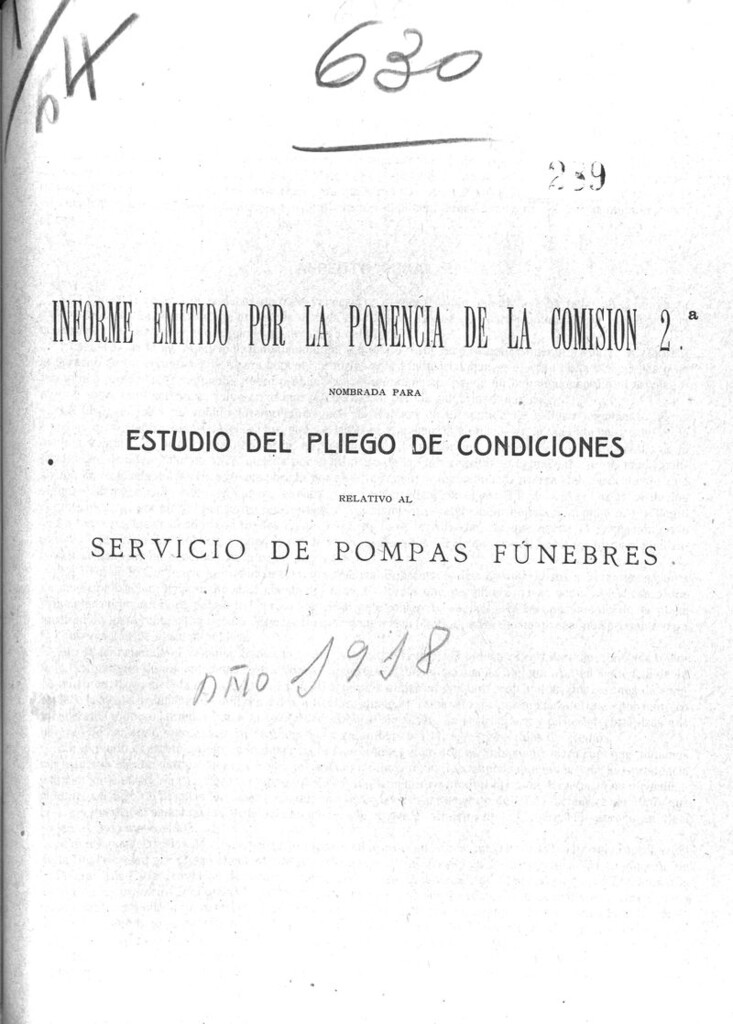 630
239
INFORME EMITIDO POR LA PONENCIA DE LA COMISION 2.ª
NOMBRADA PARA
ESTUDIO DEL PLIEGO DE CONDICIONES
RELATIVO AL
SERVICIO DE POMPAS FÚNEBRES.
AÑO 1918